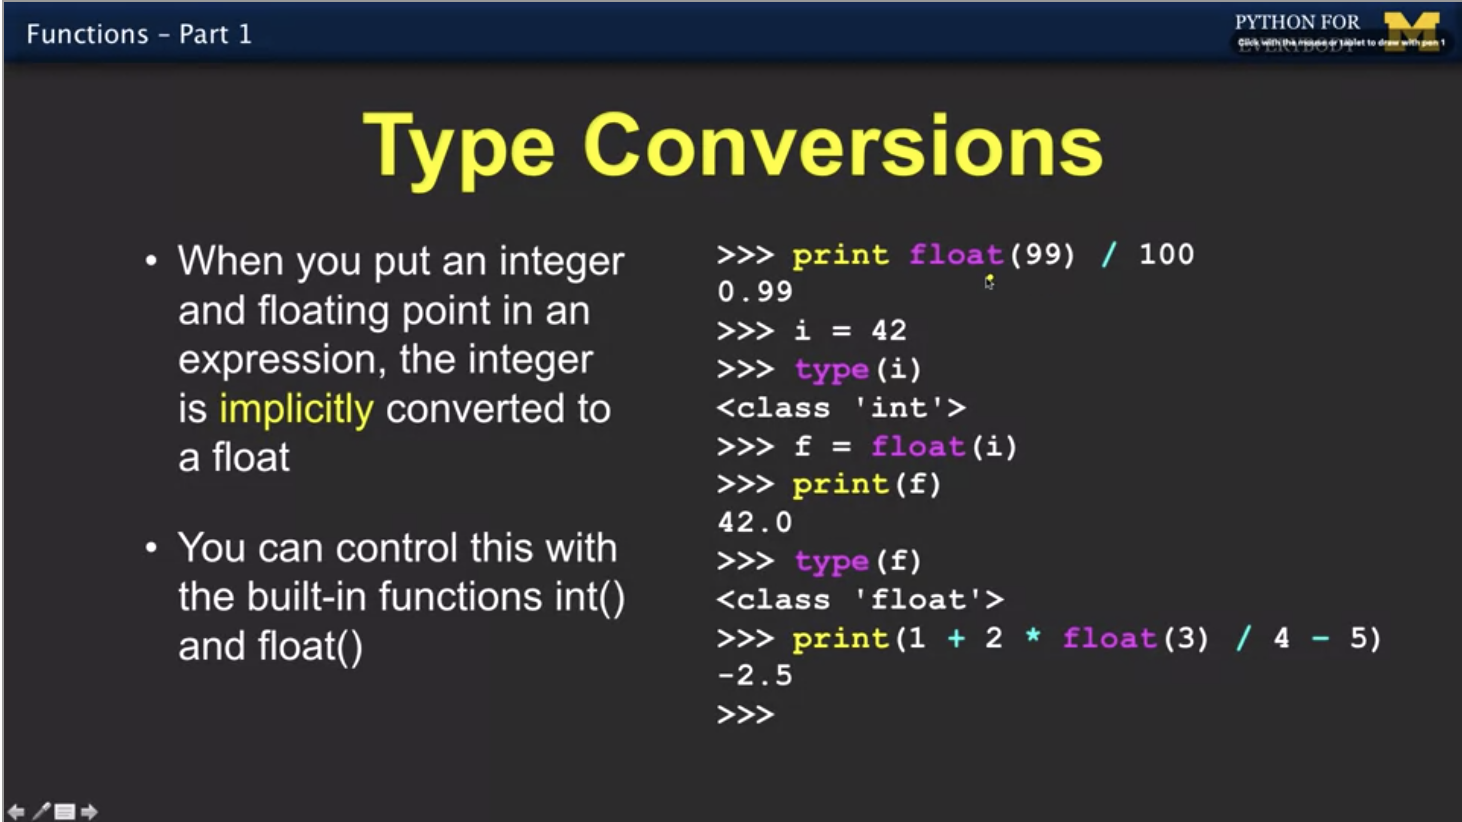 Functions – Part 1
PYTHON FOR
EVERYBODY
Click with the mouse or tablet to draw with pen 1
Type Conversions
• When you put an integer
and floating point in an
expression, the integer
is implicitly converted to
a float
• You can control this with
the built-in functions int()
and float()
>>> print float(99) / 100
0.99
>>> i = 42
>>> type(i)
<class 'int'>
>>> f = float(i)
>>> print(f)
42.0
>>> type(f)
<class 'float'>
>>> print(1 + 2 * float(3) / 4 – 5)
-2.5
>>>